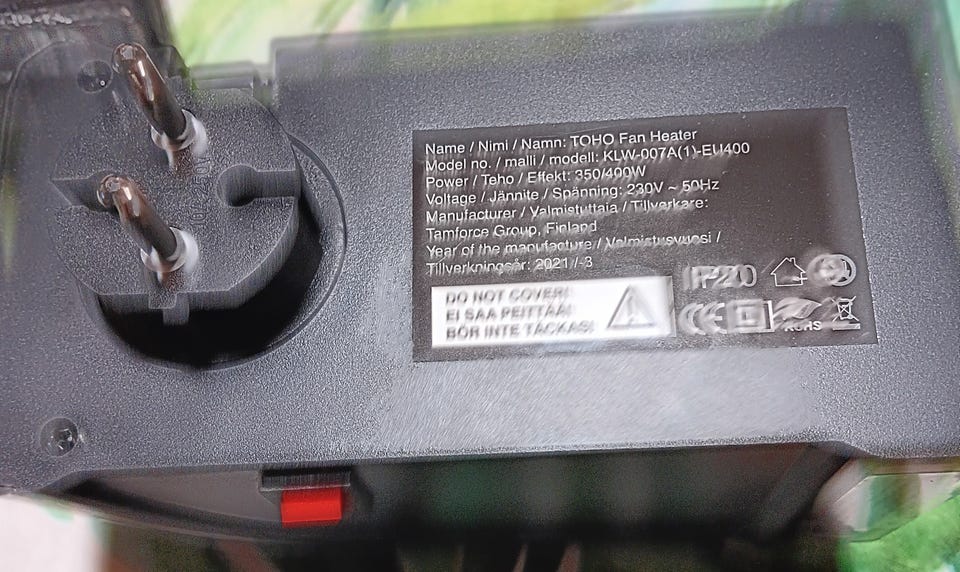 Name / Nimi / Namn: TOHO Fan Heater
Model no. / malli / modell: KLW-007A(1)-EU400
Power / Teho / Effekt: 350/400W
Voltage / Jännite / Spänning: 230V ~ 50Hz
Manufacturer / Valmistuttaja / Tillverkare:
Tamforce Group, Finland
Year of the manufacture / Valmistusvuosi /
Tillverkningsår: 2021 /-3
DO NOT COVER!
EI SAA PEITTÄÄ!
BÖR INTE TÄCKAS!
CE
RoHS